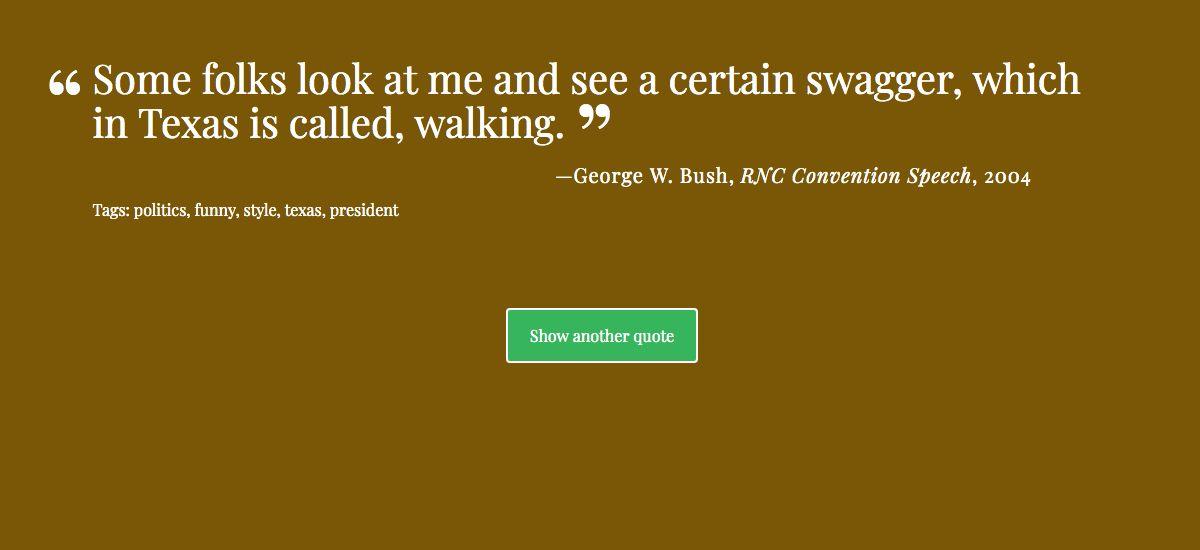 “ Some folks look at me and see a certain swagger, which
in Texas is called, walking. ”
—George W. Bush, RNC Convention Speech, 2004
Tags: politics, funny, style, texas, president
Show another quote